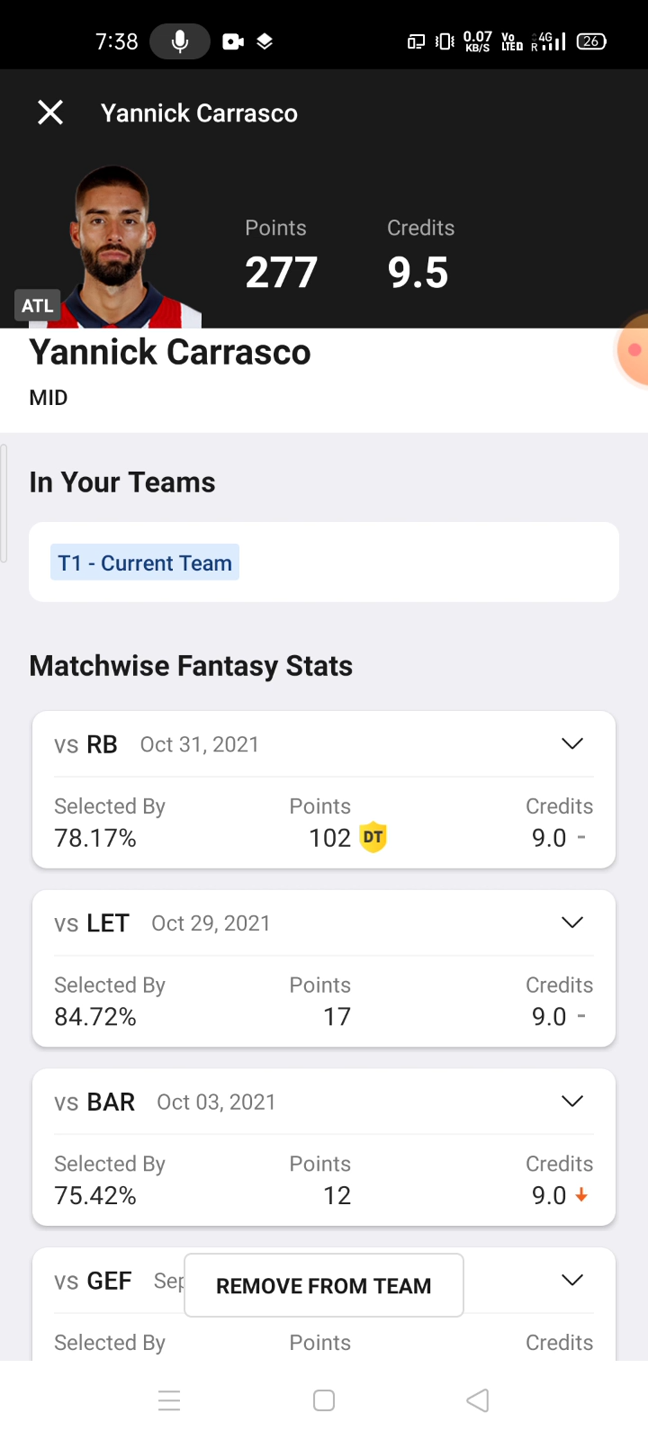 7:38 0.07 KB/S Vo LTED 4G R 26
Yannick Carrasco
Points Credits
277 9.5
ATL
Yannick Carrasco
MID
In Your Teams
T1 - Current Team
Matchwise Fantasy Stats
vs RB Oct 31, 2021
Selected By Points Credits
78.17% 102 DT 9.0 -
vs LET Oct 29, 2021
Selected By Points Credits
84.72% 17 9.0 -
vs BAR Oct 03, 2021
Selected By Points Credits
75.42% 12 9.0
vs GEF Sep
REMOVE FROM TEAM
Selected By Points Credits